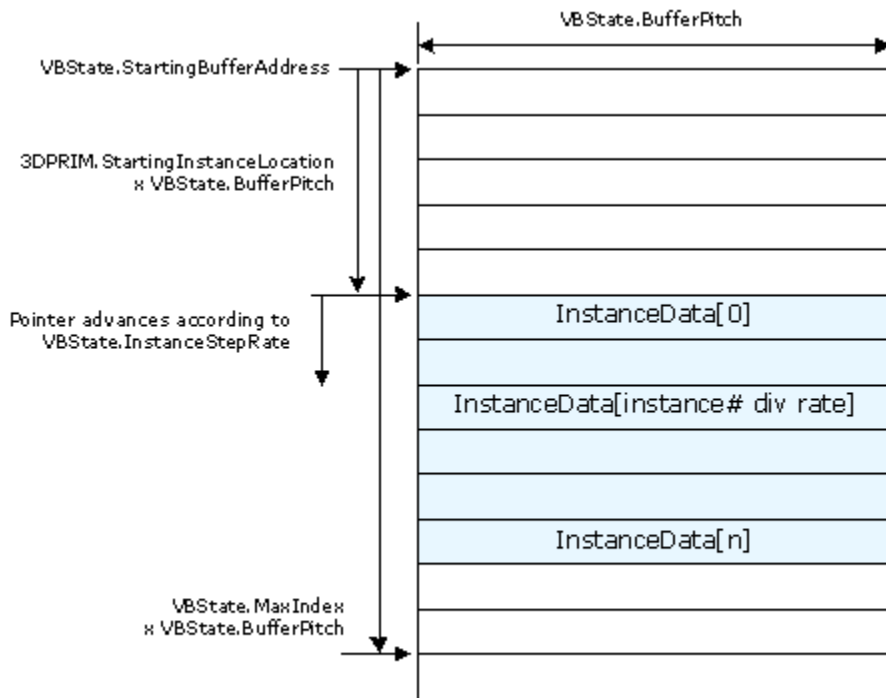 VBState.BufferPitch
VBState.StartingBufferAddress
3DPRIM.StartingInstanceLocation
x VBState.BufferPitch
InstanceData[0]
Pointer advances according to
VBState.InstanceStepRate
InstanceData[instance# div rate]
InstanceData[n]
VBState.MaxIndex
x VBState.BufferPitch